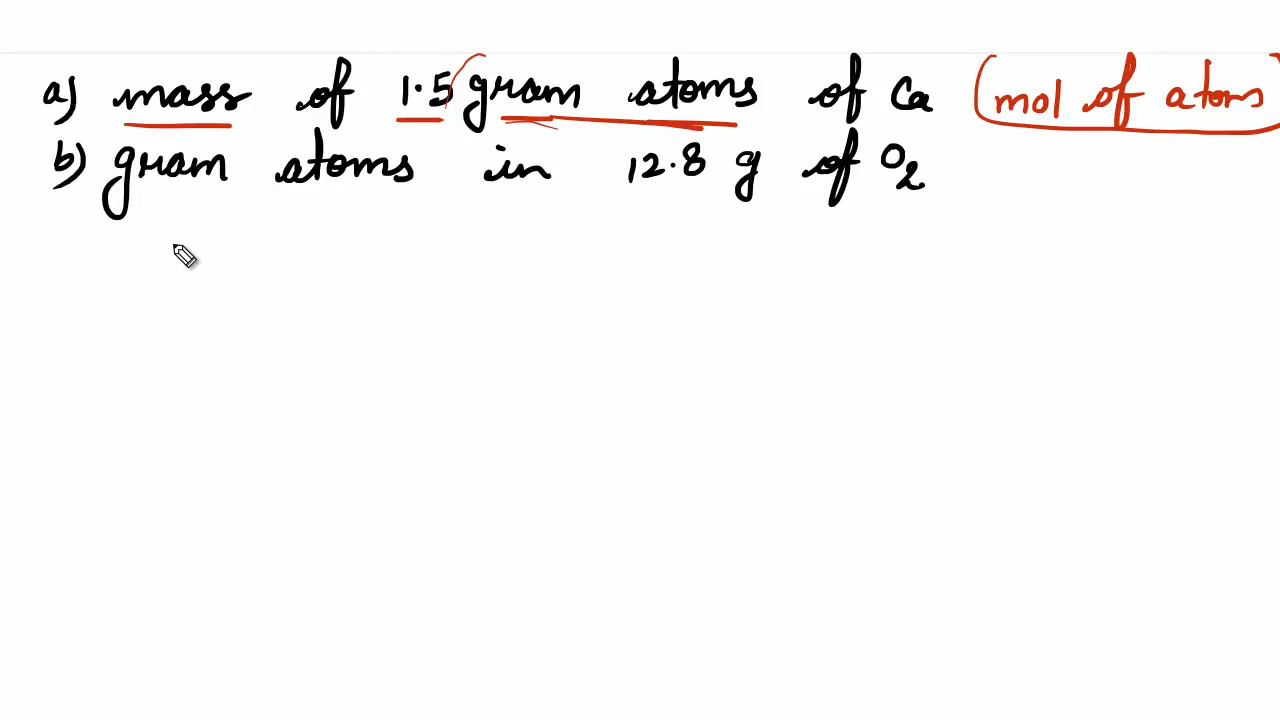 a) mass of 1.5 gram atoms of Ca (mol of atoms)
b) gram atoms in 12.8 g of O2